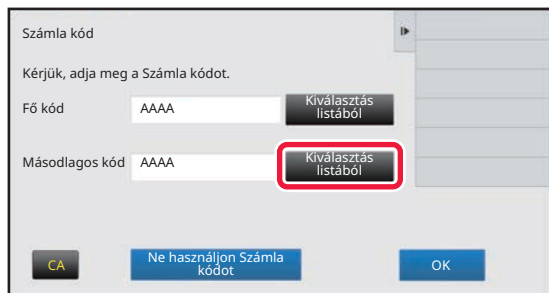 Számla kód
Kérjük, adja meg a Számla kódot.
Fő kód AAAA Kiválasztás
listából
Másodlagos kód AAAA Kiválasztás
listából
CA Ne használjon Számla
kódot OK